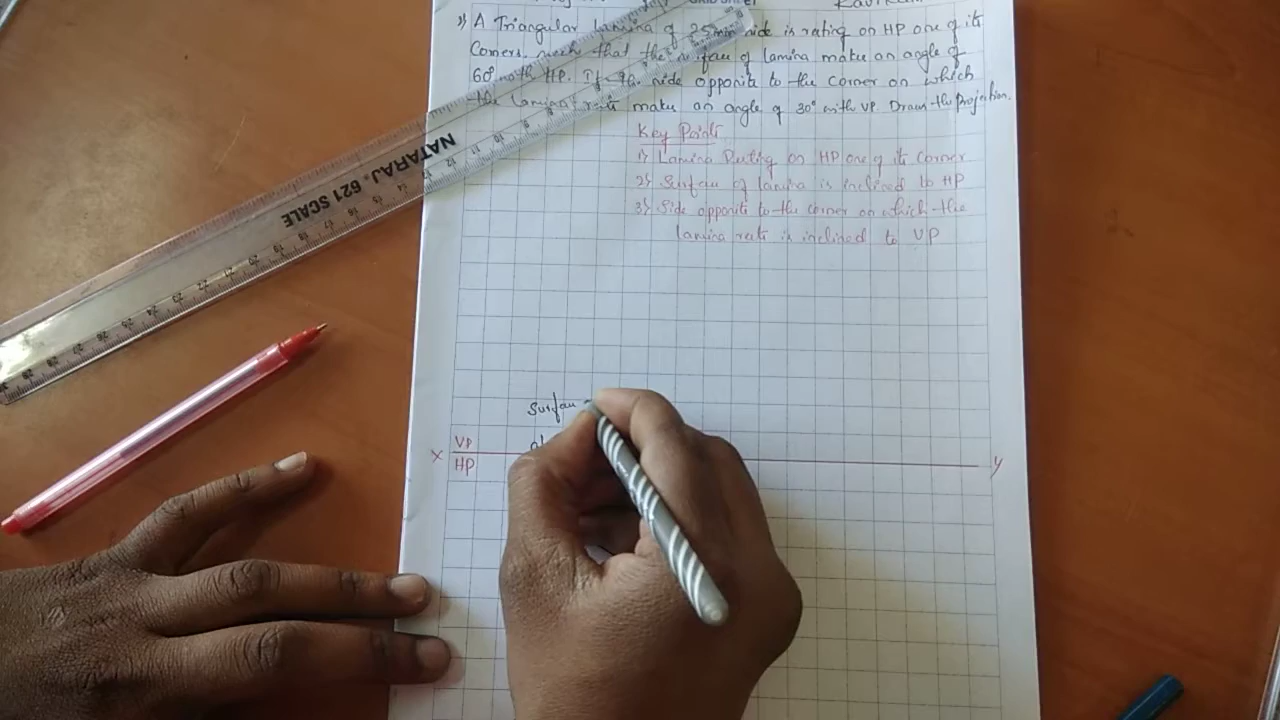 3) A Triangular lamina of 25mm side is resting on HP one of its
Corners such that the surface of lamina makes an angle of
60° with HP. If the side opposite to the corner on which
the lamina rests makes an angle of 30° with VP. Draw the Projection.
Key Points
1) Lamina Resting on HP one of its corner
2) Surface of lamina is inclined to HP
3) Side opposite to the corner on which the
lamina rests is inclined to VP
NATARAJ. 621 SCALE
Surface
X VP
HP
Y